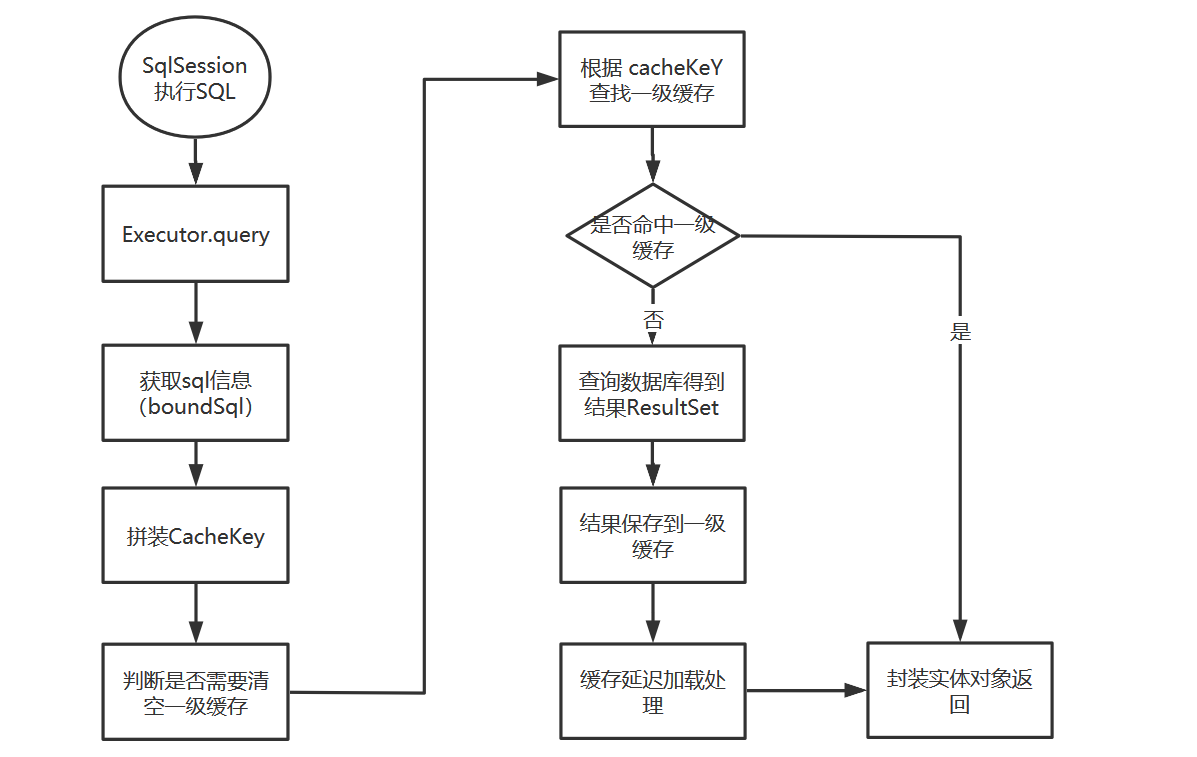 SqlSession
执行SQL
Executor.query
获取sql信息
（boundSql）
拼装CacheKey
判断是否需要清
空一级缓存
根据 cacheKeY
查找一级缓存
是否命中一级
缓存
否
是
查询数据库得到
结果ResultSet
结果保存到一级
缓存
缓存延迟加载处
理
封装实体对象返
回